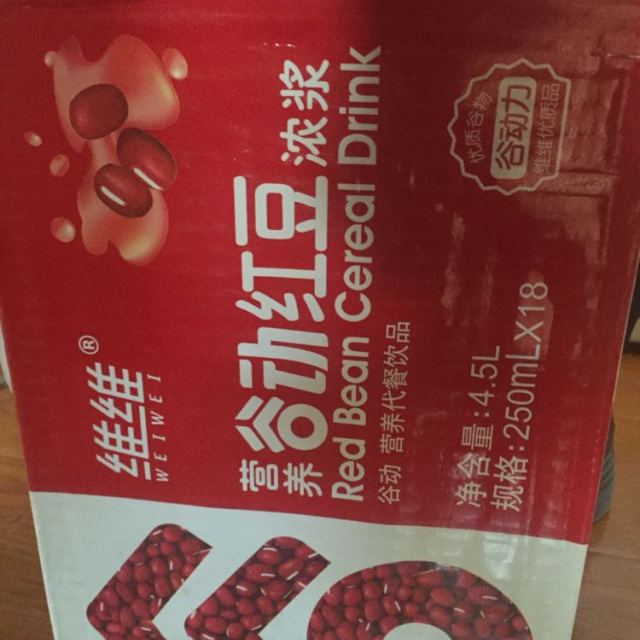 维维®
WEIWEI
营养谷动红豆浓浆
Red Bean Cereal Drink
谷动 营养代餐饮品
净含量:4.5L
规格:250mLX18
优质谷物
谷动力
维维优质品